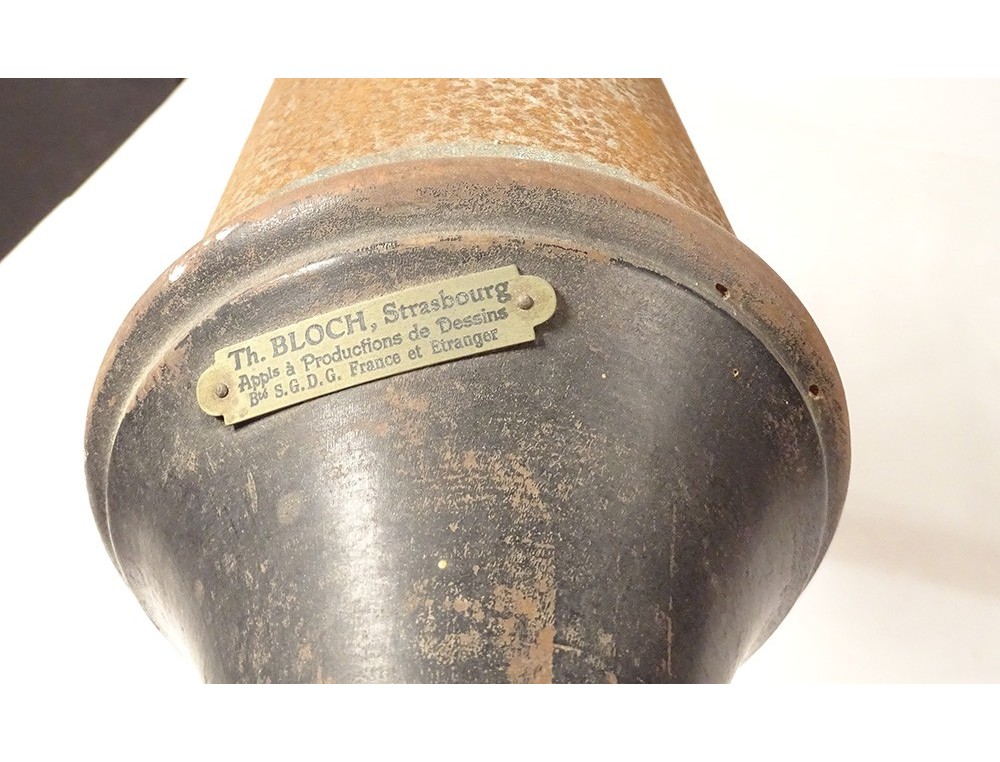 Th. BLOCH, Strasbourg
Appls à Productions de Dessins
Bté S.G.D.G. France et Etranger